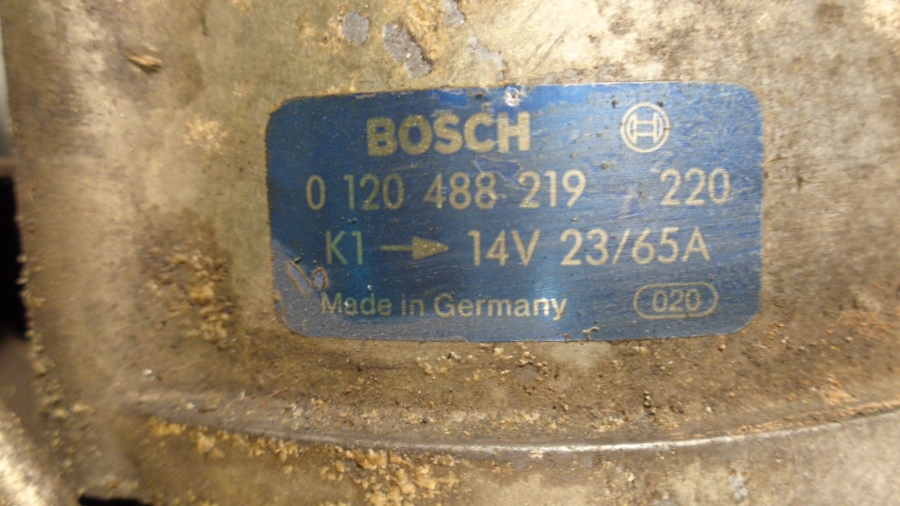 BOSCH
0 120 488 219 220
K1 → 14V 23/65A
Made in Germany 020